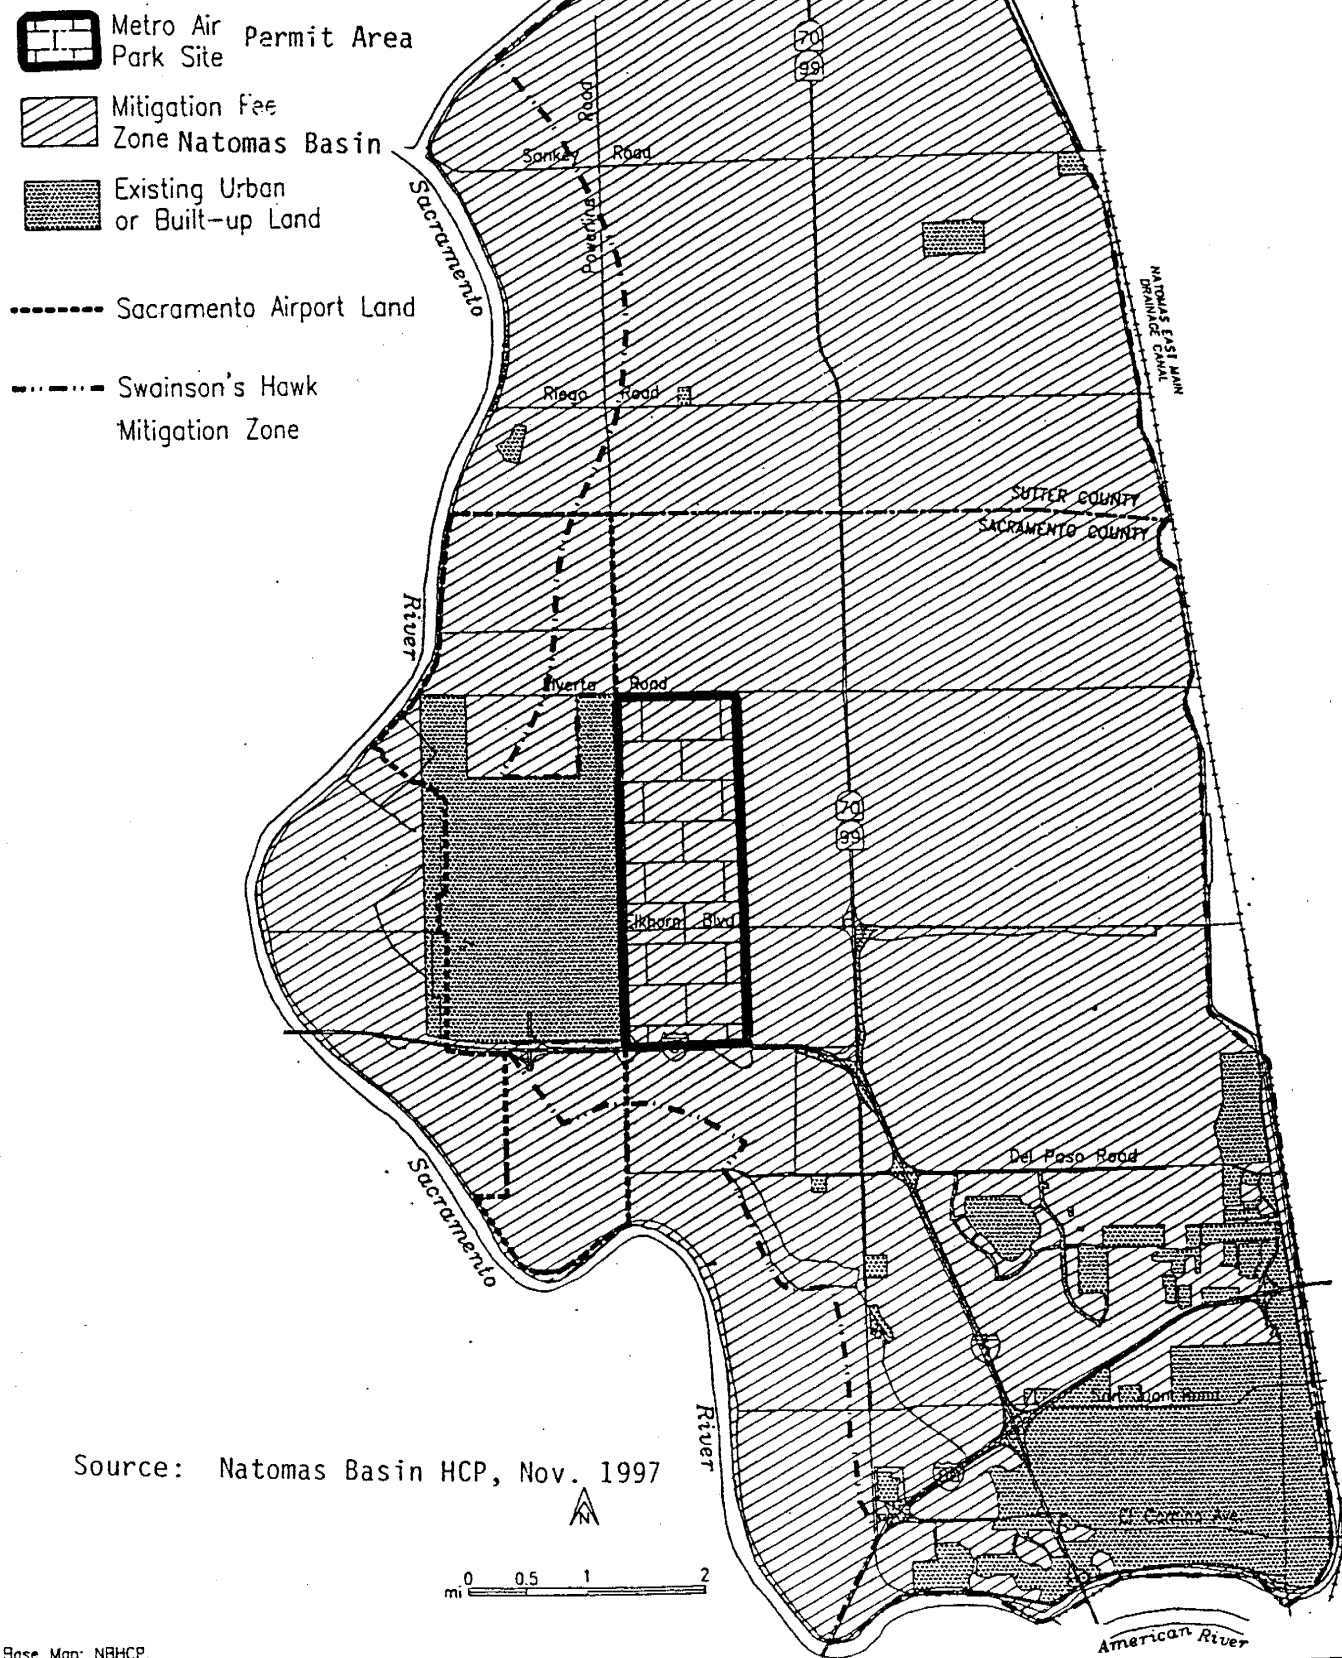 Metro Air
Park Site Permit Area
Mitigation Fee
Zone Natomas Basin
Existing Urban
or Built-up Land
Sacramento Airport Land
Swainson's Hawk
Mitigation Zone
70
99
Sankey Road
Powerline Road
Sacramento
NATOMAS EAST MAIN
DRAINAGE CANAL
Riego Road
SUTTER COUNTY
SACRAMENTO COUNTY
River
Elverta Road
70
99
Elkhorn Blvd
Del Paso Road
Sacramento
San Juan Road
River
El Camino Ave
Source: Natomas Basin HCP, Nov. 1997
N
0 0.5 1 2
mi
American River
Base Map: NBHCP.